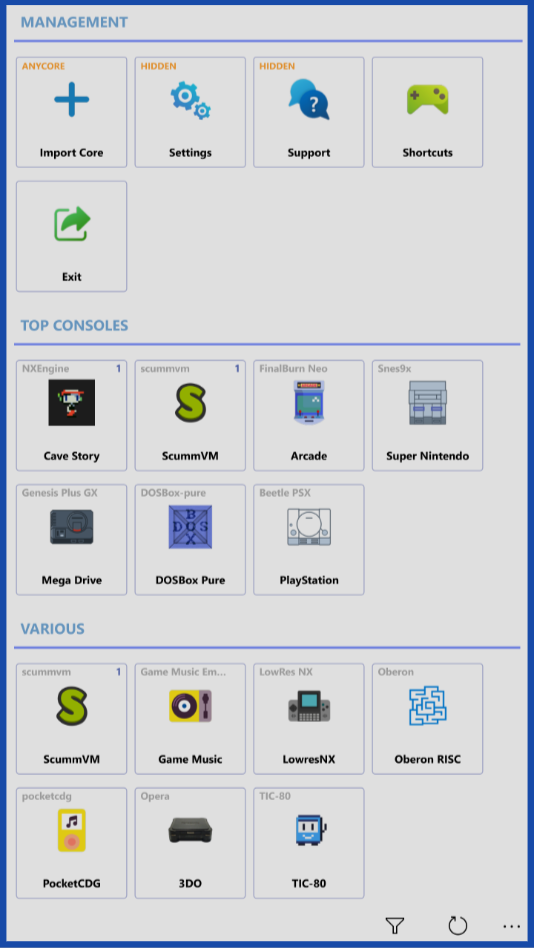 MANAGEMENT
ANYCORE
HIDDEN
HIDDEN
?
Import Core
Settings
Support
Shortcuts
Exit
TOP CONSOLES
NXEngine 1
scummvm 1
FinalBurn Neo
Snes9x
S
Cave Story
ScummVM
Arcade
Super Nintendo
Genesis Plus GX
DOSBox-pure
Beetle PSX
B
DOS
X
Mega Drive
DOSBox Pure
PlayStation
VARIOUS
scummvm 1
Game Music Em...
LowRes NX
Oberon
S
ScummVM
Game Music
LowresNX
Oberon RISC
pocketcdg
Opera
TIC-80
PocketCDG
3DO
TIC-80